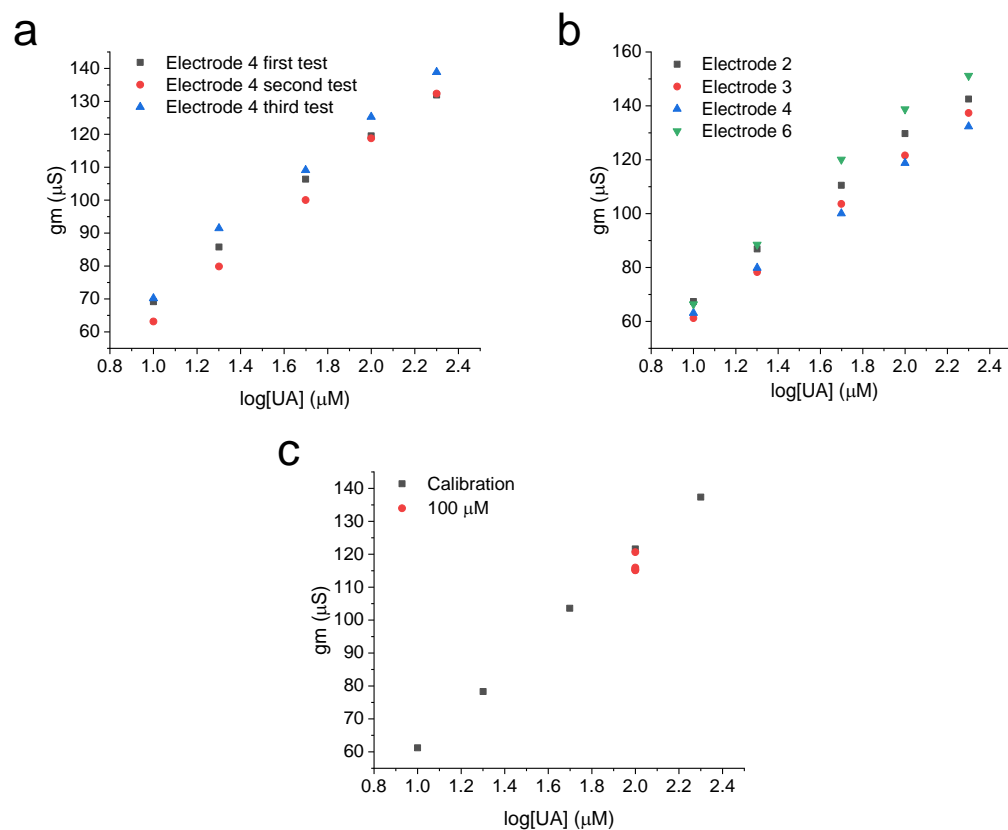 a
Electrode 4 first test
Electrode 4 second test
Electrode 4 third test
140
130
120
110
100
90
80
70
60
gm (μS)
0.8 1.0 1.2 1.4 1.6 1.8 2.0 2.2 2.4
log[UA] (μM)
b
Electrode 2
Electrode 3
Electrode 4
Electrode 6
160
140
120
100
80
60
gm (μS)
0.8 1.0 1.2 1.4 1.6 1.8 2.0 2.2 2.4
log[UA] (μM)
c
Calibration
100 μM
140
130
120
110
100
90
80
70
60
gm (μS)
0.8 1.0 1.2 1.4 1.6 1.8 2.0 2.2 2.4
log[UA] (μM)